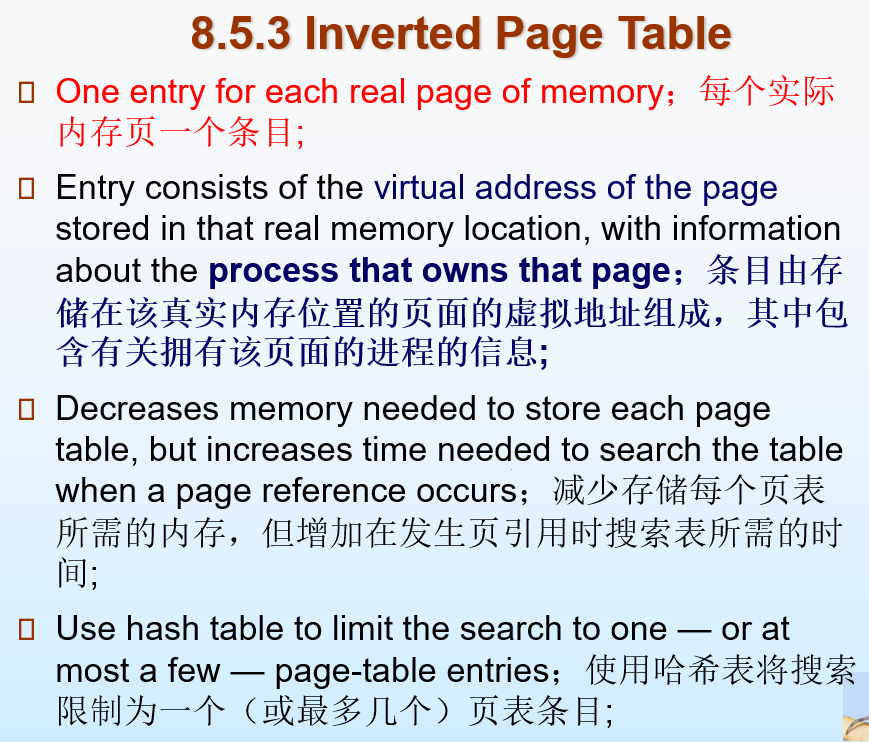 8.5.3 Inverted Page Table
One entry for each real page of memory；每个实际
内存页一个条目;
Entry consists of the virtual address of the page
stored in that real memory location, with information
about the process that owns that page；条目由存
储在该真实内存位置的页面的虚拟地址组成，其中包
含有关拥有该页面的进程的信息;
Decreases memory needed to store each page
table, but increases time needed to search the table
when a page reference occurs；减少存储每个页表
所需的内存，但增加在发生页引用时搜索表所需的时
间;
Use hash table to limit the search to one — or at
most a few — page-table entries；使用哈希表将搜索
限制为一个（或最多几个）页表条目;